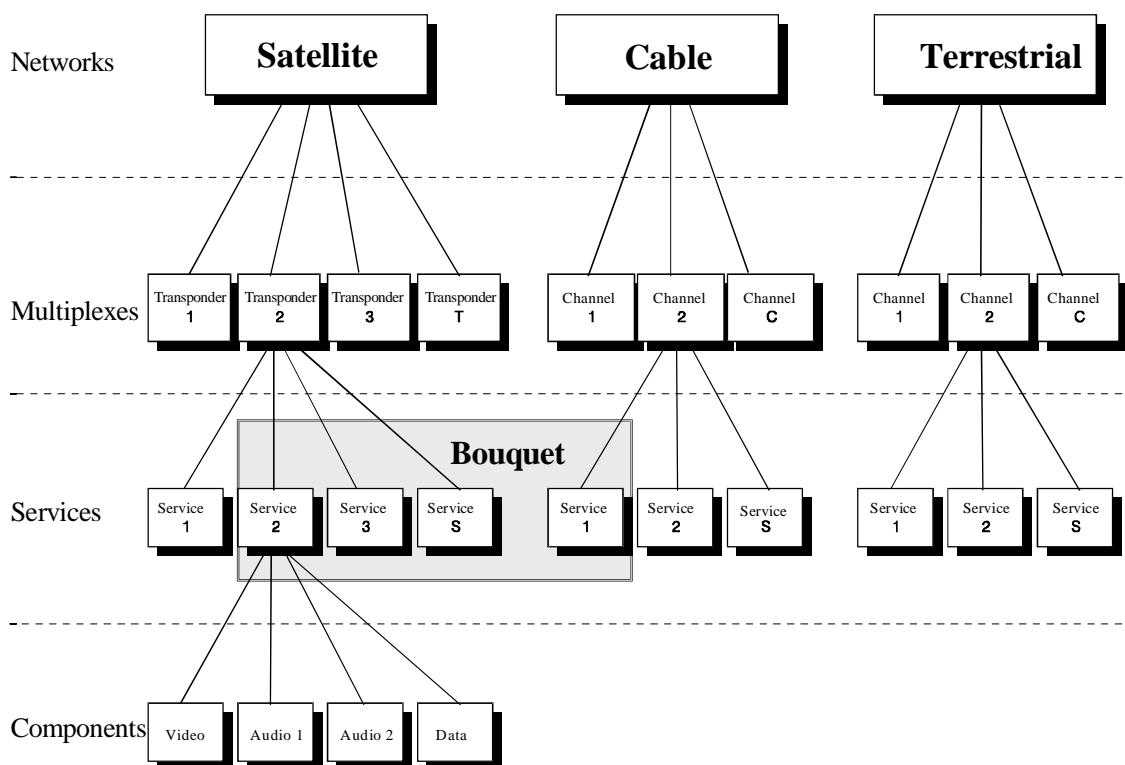 Networks
Satellite
Cable
Terrestrial
Multiplexes
Transponder
1
Transponder
2
Transponder
3
Transponder
T
Channel
1
Channel
2
Channel
C
Channel
1
Channel
2
Channel
C
Bouquet
Services
Service
1
Service
2
Service
3
Service
S
Service
1
Service
2
Service
S
Service
1
Service
2
Service
S
Components
Video
Audio 1
Audio 2
Data